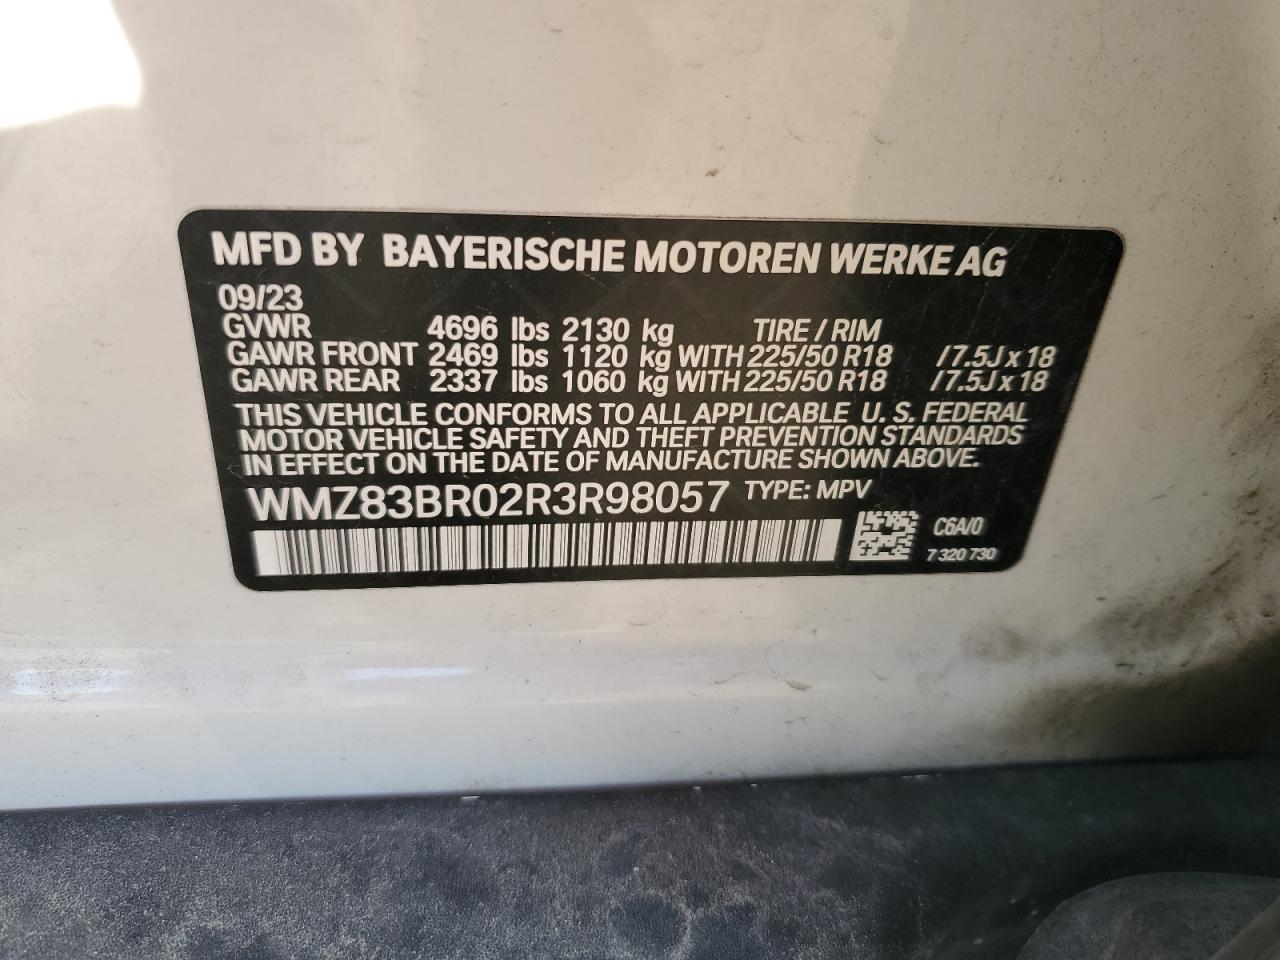 MFD BY BAYERISCHE MOTOREN WERKE AG
09/23
GVWR 4696 lbs 2130 kg TIRE / RIM
GAWR FRONT 2469 lbs 1120 kg WITH 225/50 R18 /7.5J x 18
GAWR REAR 2337 lbs 1060 kg WITH 225/50 R18 /7.5J x 18
THIS VEHICLE CONFORMS TO ALL APPLICABLE U. S. FEDERAL
MOTOR VEHICLE SAFETY AND THEFT PREVENTION STANDARDS
IN EFFECT ON THE DATE OF MANUFACTURE SHOWN ABOVE.
WMZ83BR02R3R98057 TYPE: MPV
C6A/0
7 320 730